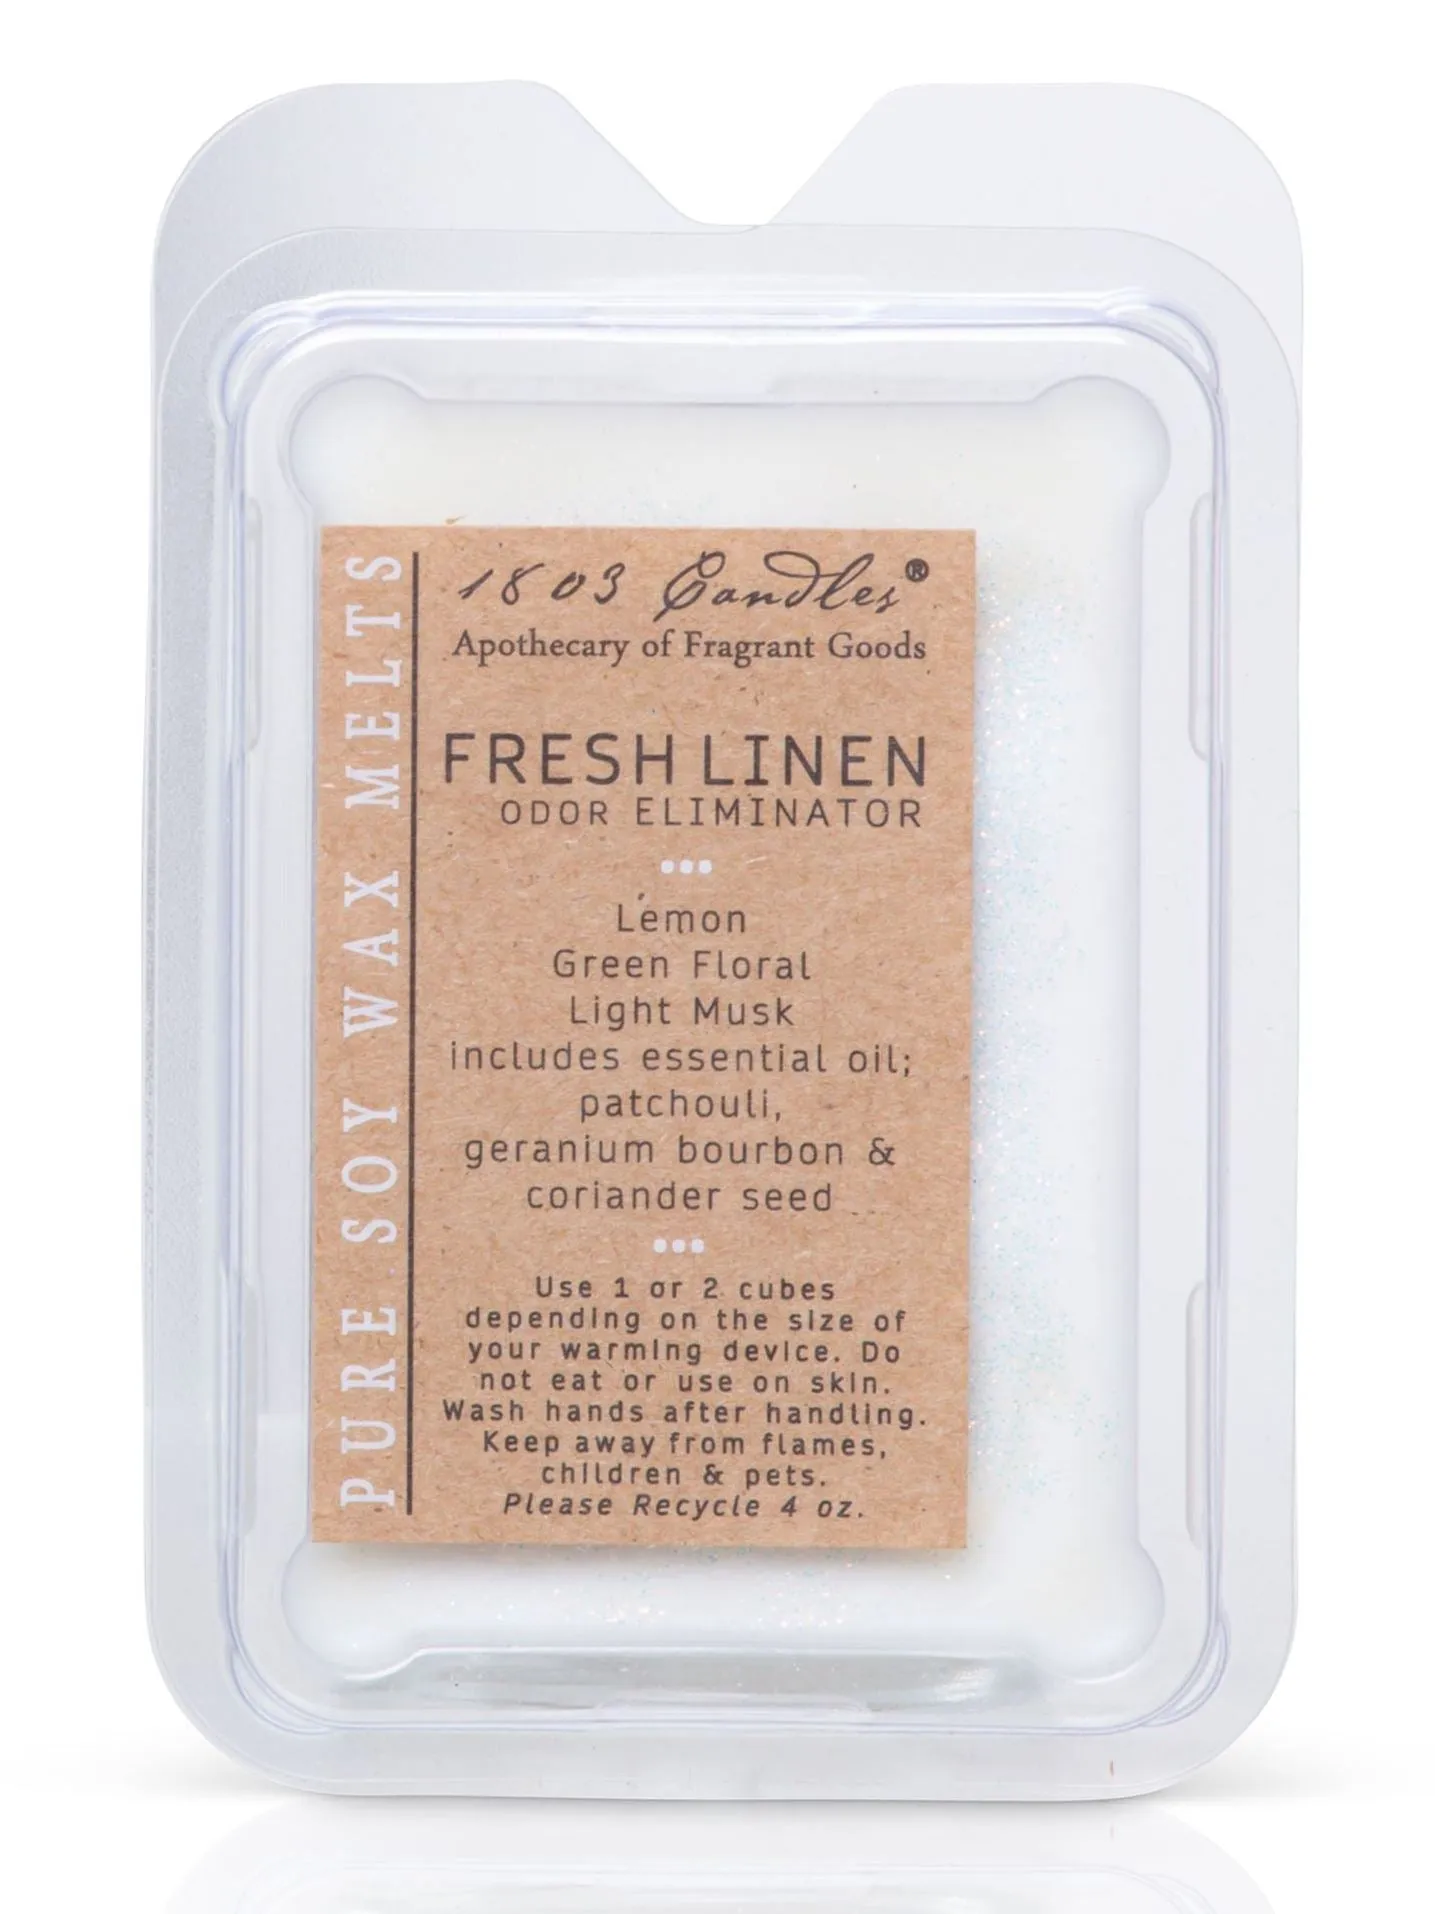 1803 Candles®
Apothecary of Fragrant Goods
FRESH LINEN
ODOR ELIMINATOR
Lemon
Green Floral
Light Musk
includes essential oil;
patchouli,
geranium bourbon &
coriander seed
Use 1 or 2 cubes
depending on the size of
your warming device. Do
not eat or use on skin.
Wash hands after handling.
Keep away from flames,
children & pets.
Please Recycle 4 oz.
PURE SOY WAX MELTS